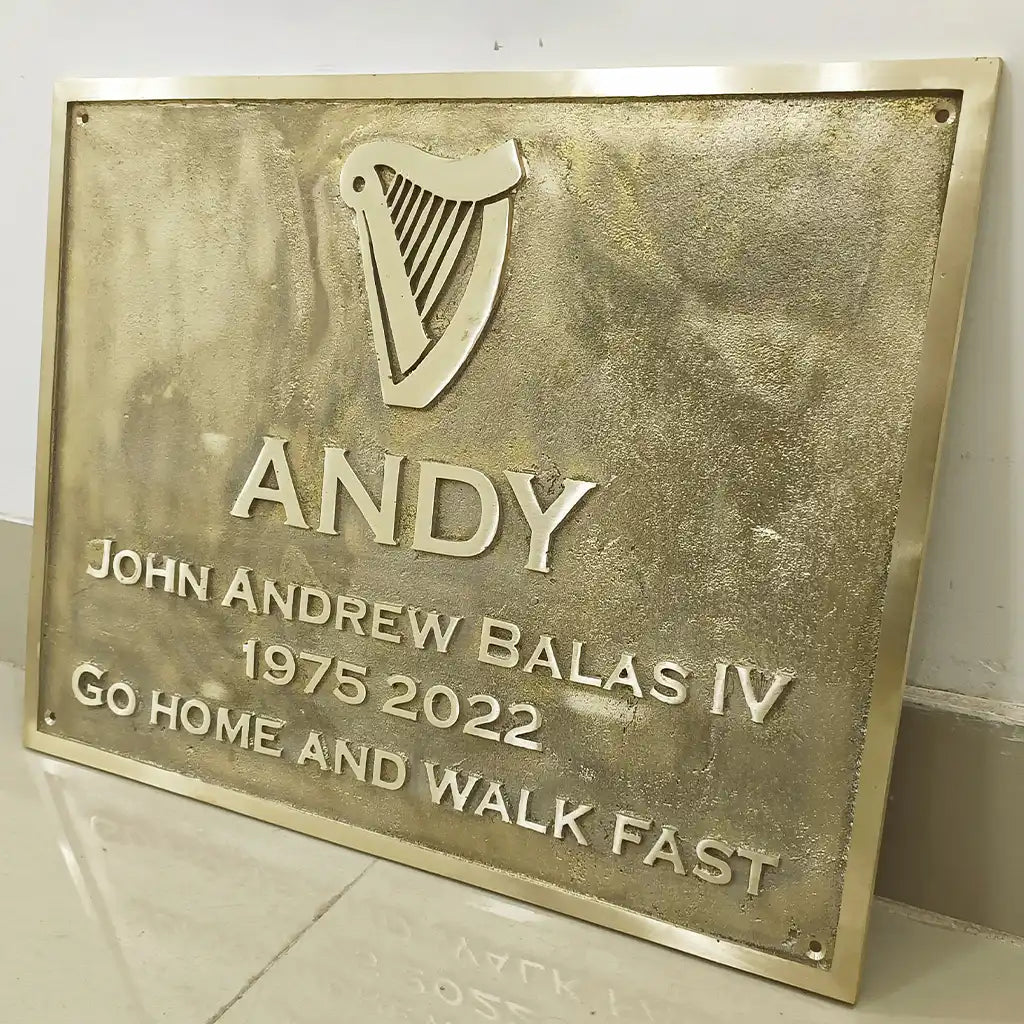 ANDY
JOHN ANDREW BALAS IV
1975 2022
GO HOME AND WALK FAST